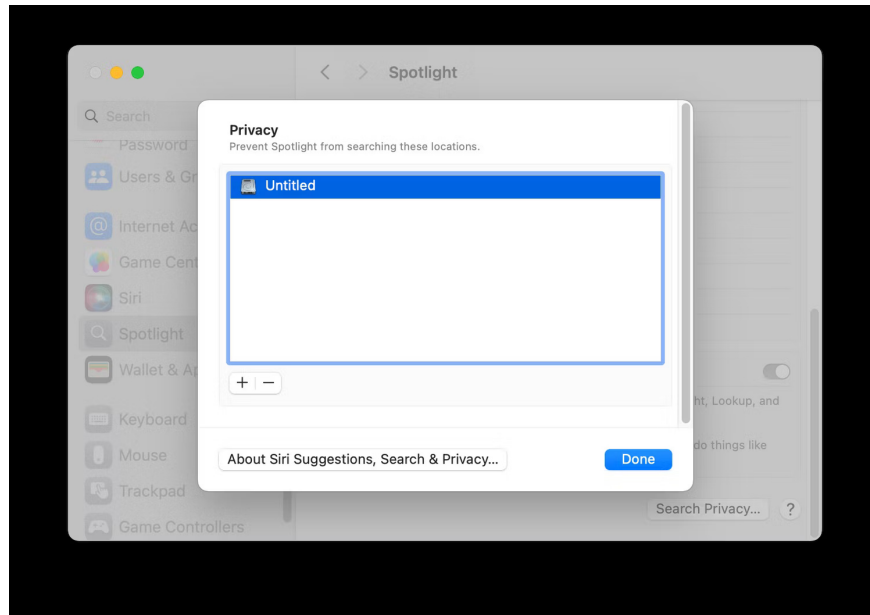 Spotlight
Search
Password
Users & Gr
Internet Ac
Game Cent
Siri
Spotlight
Wallet & Ap
Keyboard
Mouse
Trackpad
Game Controllers
Privacy
Prevent Spotlight from searching these locations.
Untitled
+ −
About Siri Suggestions, Search & Privacy...
Done
ht, Lookup, and
do things like
Search Privacy...
?